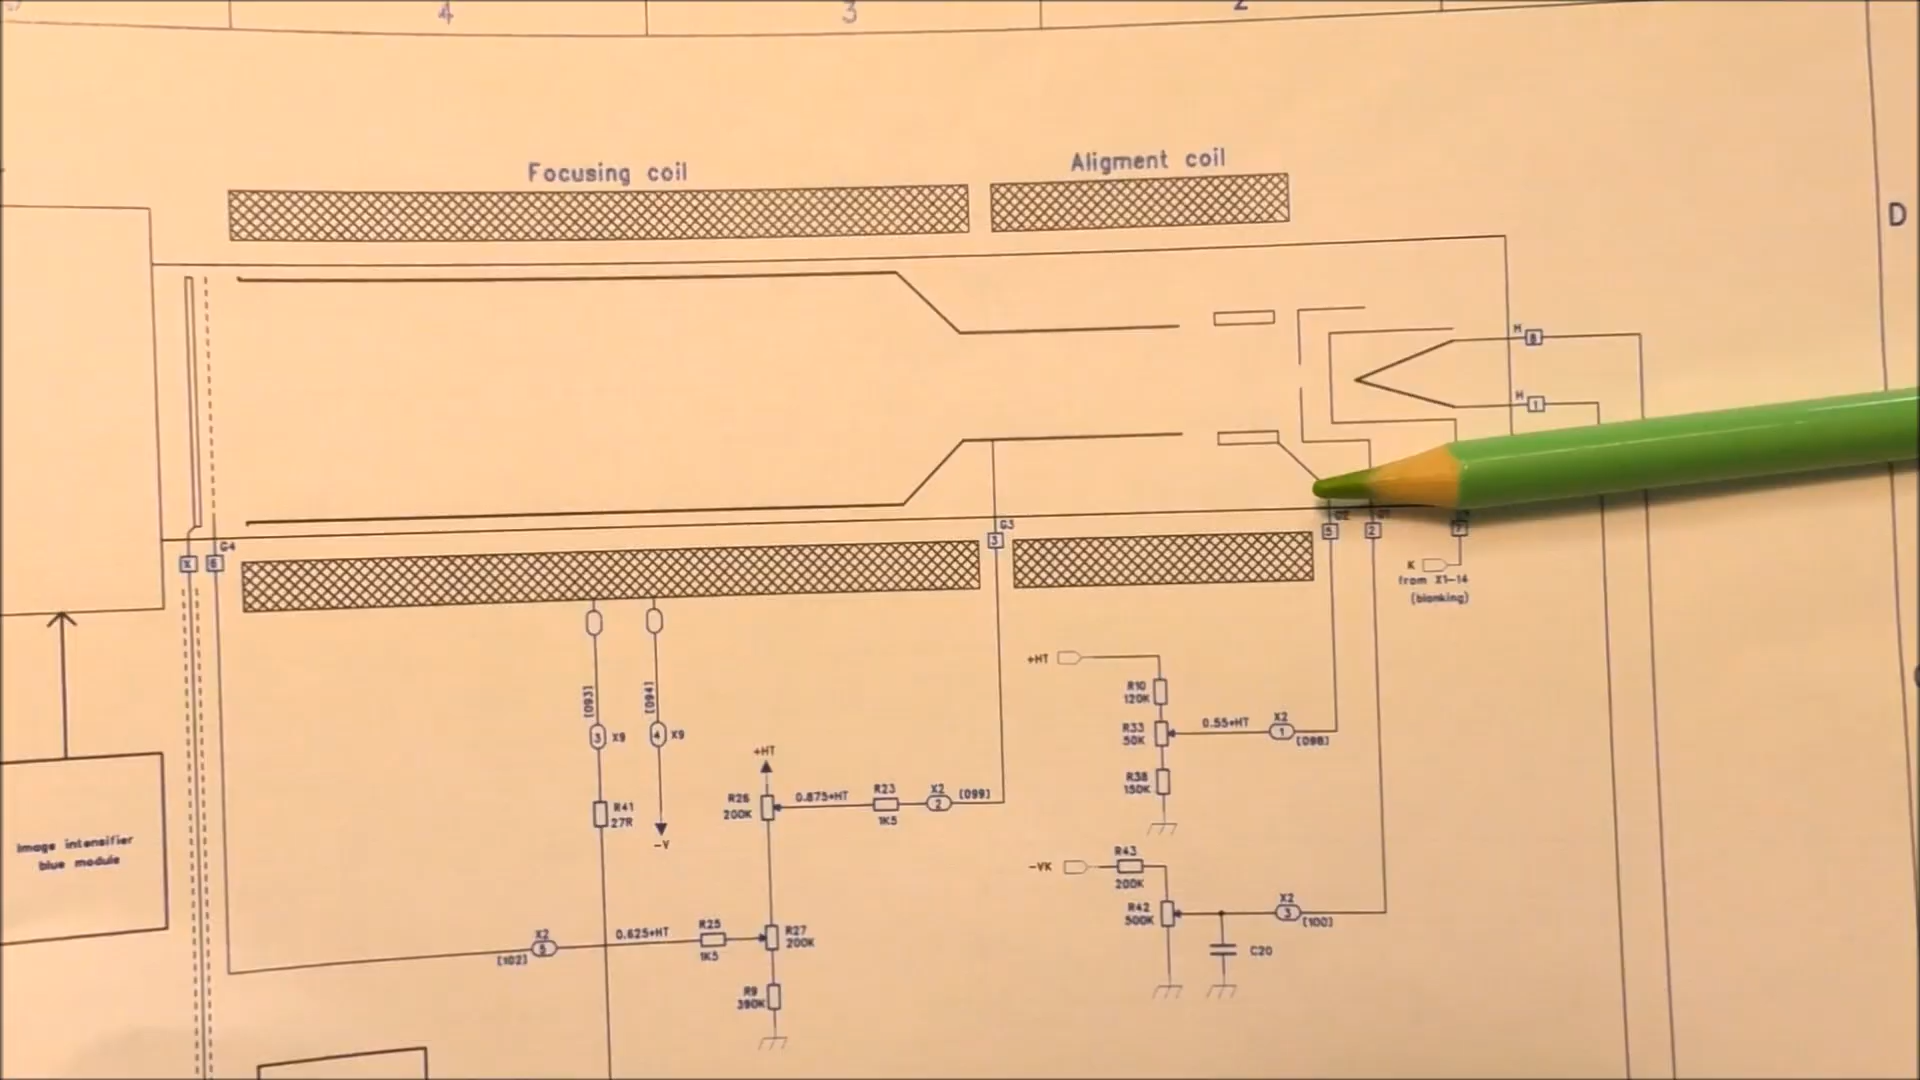 4
3
2
D
Focusing coil
Aligment coil
H
8
H
1
G4
X
6
G3
3
G2
G1
5
2
7
K
from X1-14
(blanking)
+HT
R10
120K
R33
50K
0.55*HT
X2
1
[098]
R38
150K
[093]
[094]
3
X9
4
X9
R41
27R
-V
+HT
R26
200K
0.875*HT
R23
1K5
X2
2
[099]
-VK
R43
200K
R42
500K
X2
3
[100]
C20
Image intensifier
blue module
X2
5
[102]
0.625*HT
R25
1K5
R27
200K
R9
390K